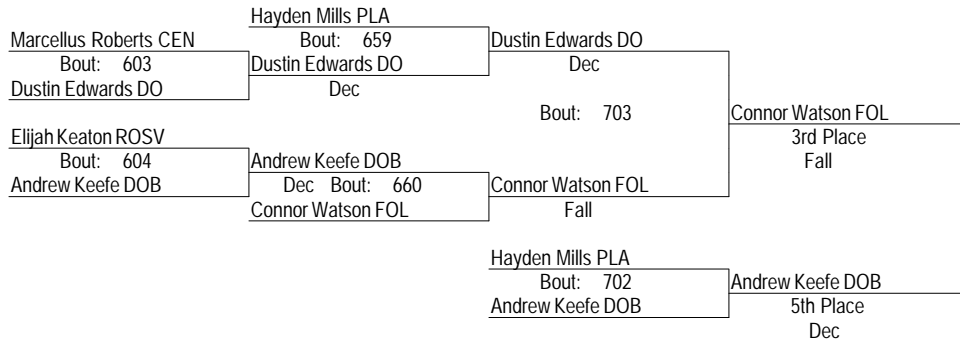 Hayden Mills PLA
Marcellus Roberts CEN
Bout: 659
Dustin Edwards DO
Bout: 603
Dustin Edwards DO
Dec
Dustin Edwards DO
Dec
Bout: 703
Connor Watson FOL
Elijah Keaton ROSV
3rd Place
Bout: 604
Andrew Keefe DOB
Fall
Andrew Keefe DOB
Dec Bout: 660
Connor Watson FOL
Connor Watson FOL
Fall
Hayden Mills PLA
Bout: 702
Andrew Keefe DOB
Andrew Keefe DOB
5th Place
Dec